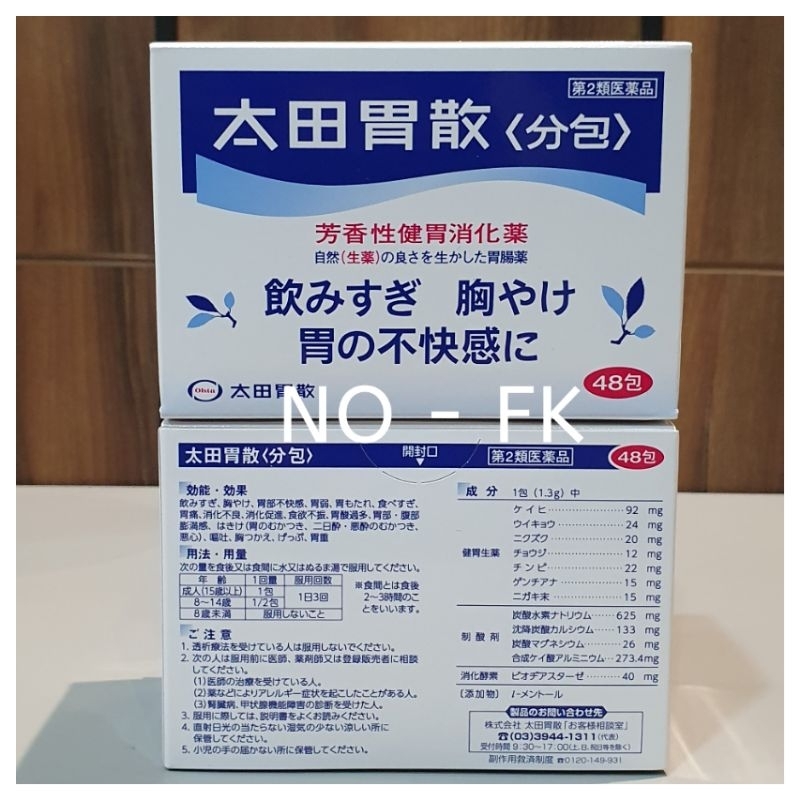 第2類医薬品
太田胃散〈分包〉
芳香性健胃消化薬
自然(生薬)の良さを生かした胃腸薬
飲みすぎ 胸やけ
胃の不快感に
Ohta 太田胃散
48包
NO - FK
太田胃散〈分包〉
開封口
第2類医薬品
48包
効能・効果
飲みすぎ、胸やけ、胃部不快感、胃弱、胃もたれ、食べすぎ、
胃痛、消化不良、消化促進、食欲不振、胃酸過多、胃部・腹部
膨満感、はきけ(胃のむかつき、二日酔・悪酔のむかつき、
悪心)、嘔吐、胸つかえ、げっぷ、胃重
用法・用量
次の量を食後又は食間に水又はぬるま湯で服用してください。
年齢 1回量 服用回数
成人(15歳以上) 1包 1日3回
8〜14歳 1/2包
8歳未満 服用しないこと
※食間とは食後
2〜3時間のこ
とをいいます。
ご注意
1. 透析療法を受けている人は服用しないでください。
2. 次の人は服用前に医師、薬剤師又は登録販売者に相談
してください。
(1)医師の治療を受けている人。
(2)薬などによりアレルギー症状を起こしたことがある人。
(3)腎臓病、甲状腺機能障害の診断を受けた人。
3. 服用に際しては、説明書をよくお読みください。
4. 直射日光の当たらない湿気の少ない涼しい所に
保管してください。
5. 小児の手の届かない所に保管してください。
成分 1包(1.3g)中
健胃生薬
ケイヒ 92 mg
ウイキョウ 24 mg
ニクズク 20 mg
チョウジ 12 mg
チンピ 22 mg
ゲンチアナ 15 mg
ニガキ末 15 mg
制酸剤
炭酸水素ナトリウム 625 mg
沈降炭酸カルシウム 133 mg
炭酸マグネシウム 26 mg
合成ケイ酸アルミニウム 273.4mg
消化酵素 ビオヂアスターゼ 40 mg
[添加物] l-メントール
製品のお問い合わせ先
株式会社 太田胃散「お客様相談室」
☎(03)3944-1311(代表)
受付時間 9:30〜17:00(土、日、祝日等を除く)
副作用救済制度 ☎0120-149-931